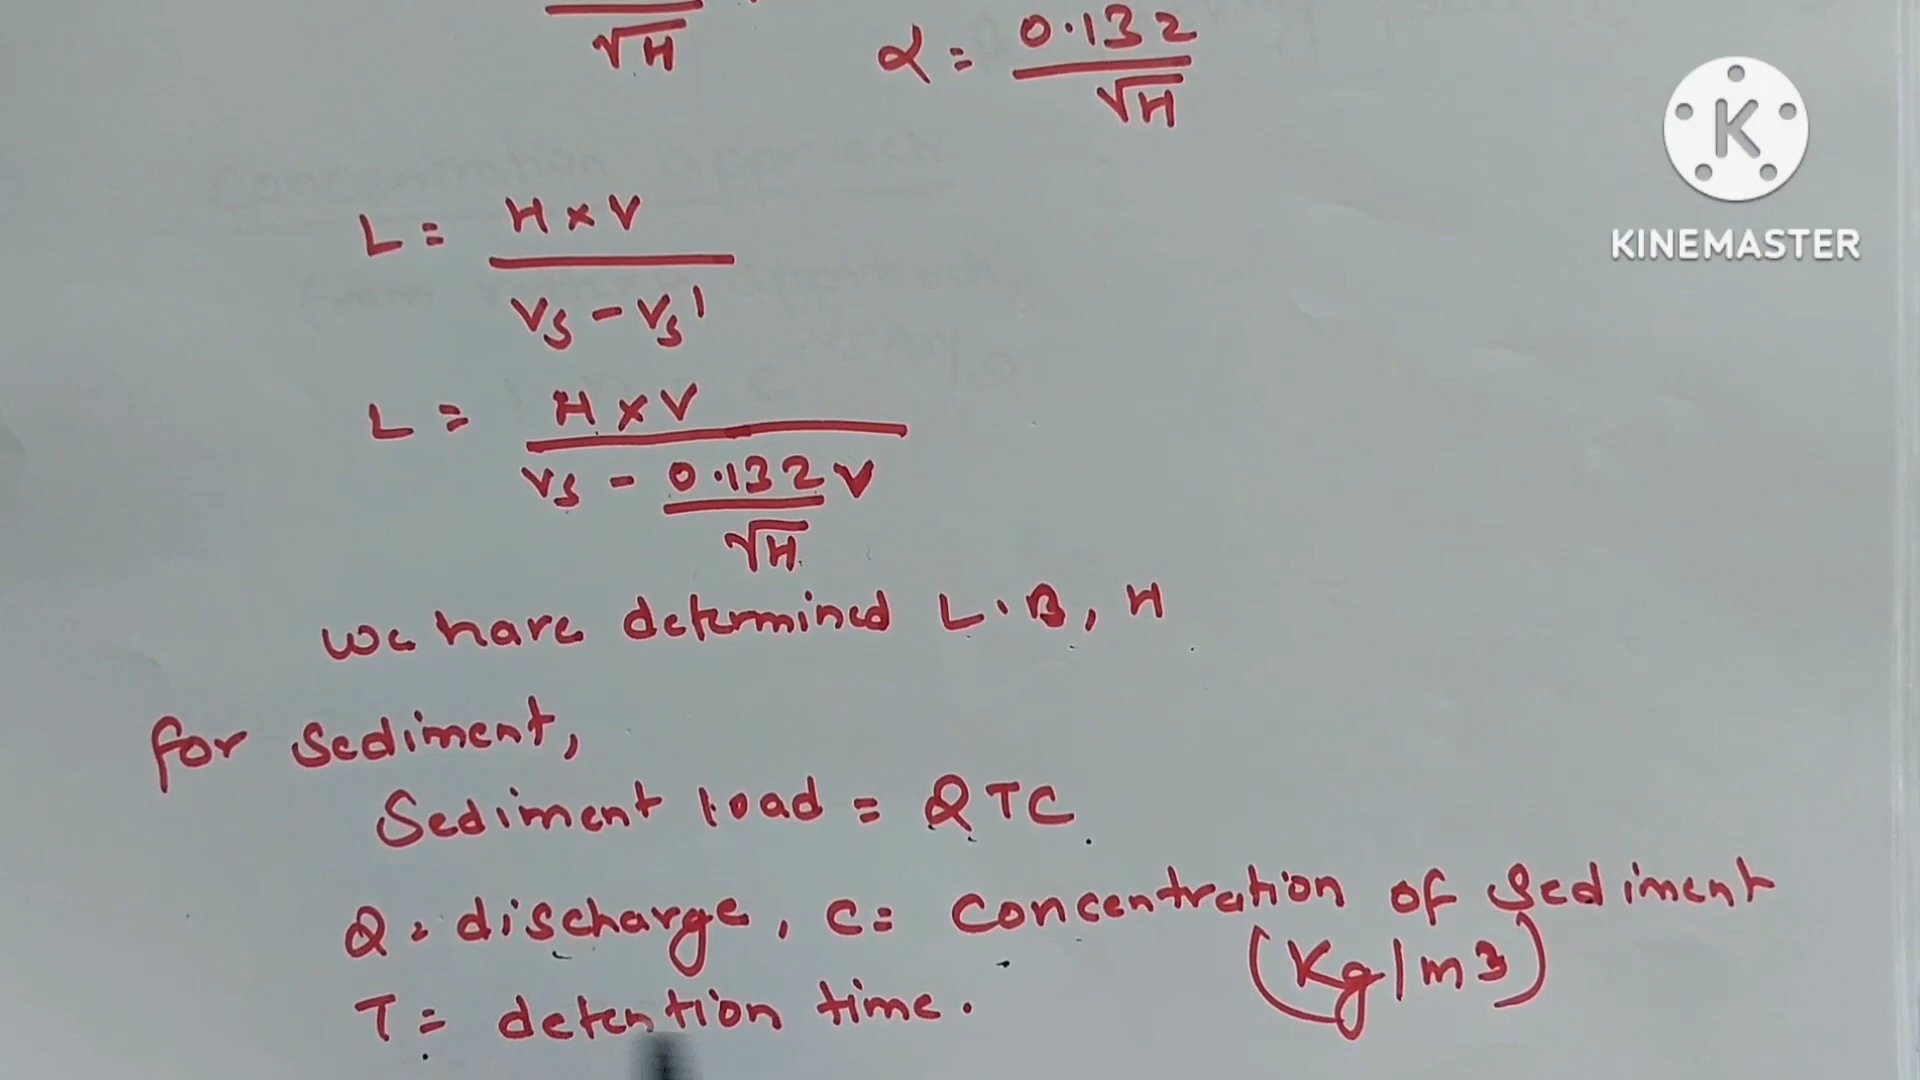 √H
α = 0.132 / √H
K
KINEMASTER
L = H × V / Vs - Vs'
L = H × V / Vs - 0.132 V / √H
we have determined L, B, H
for sediment,
Sediment load = QTC
Q = discharge, C = Concentration of Sediment
(Kg/m3)
T = detention time.